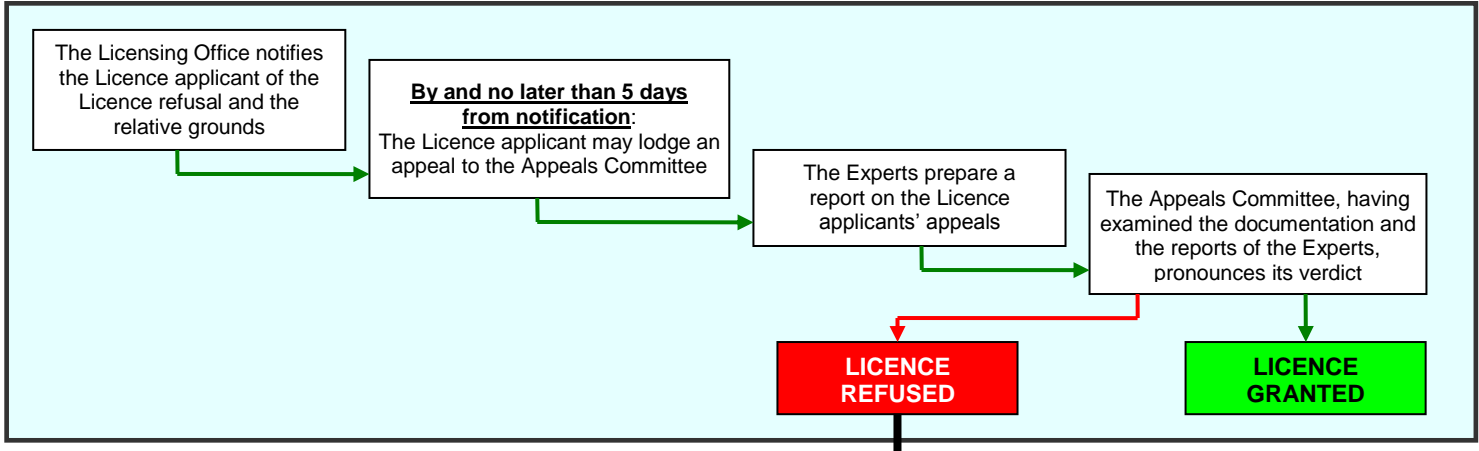 The Licensing Office notifies
the Licence applicant of the
Licence refusal and the
relative grounds
By and no later than 5 days
from notification:
The Licence applicant may lodge an
appeal to the Appeals Committee
The Experts prepare a
report on the Licence
applicants' appeals
The Appeals Committee, having
examined the documentation and
the reports of the Experts,
pronounces its verdict
LICENCE
REFUSED
LICENCE
GRANTED